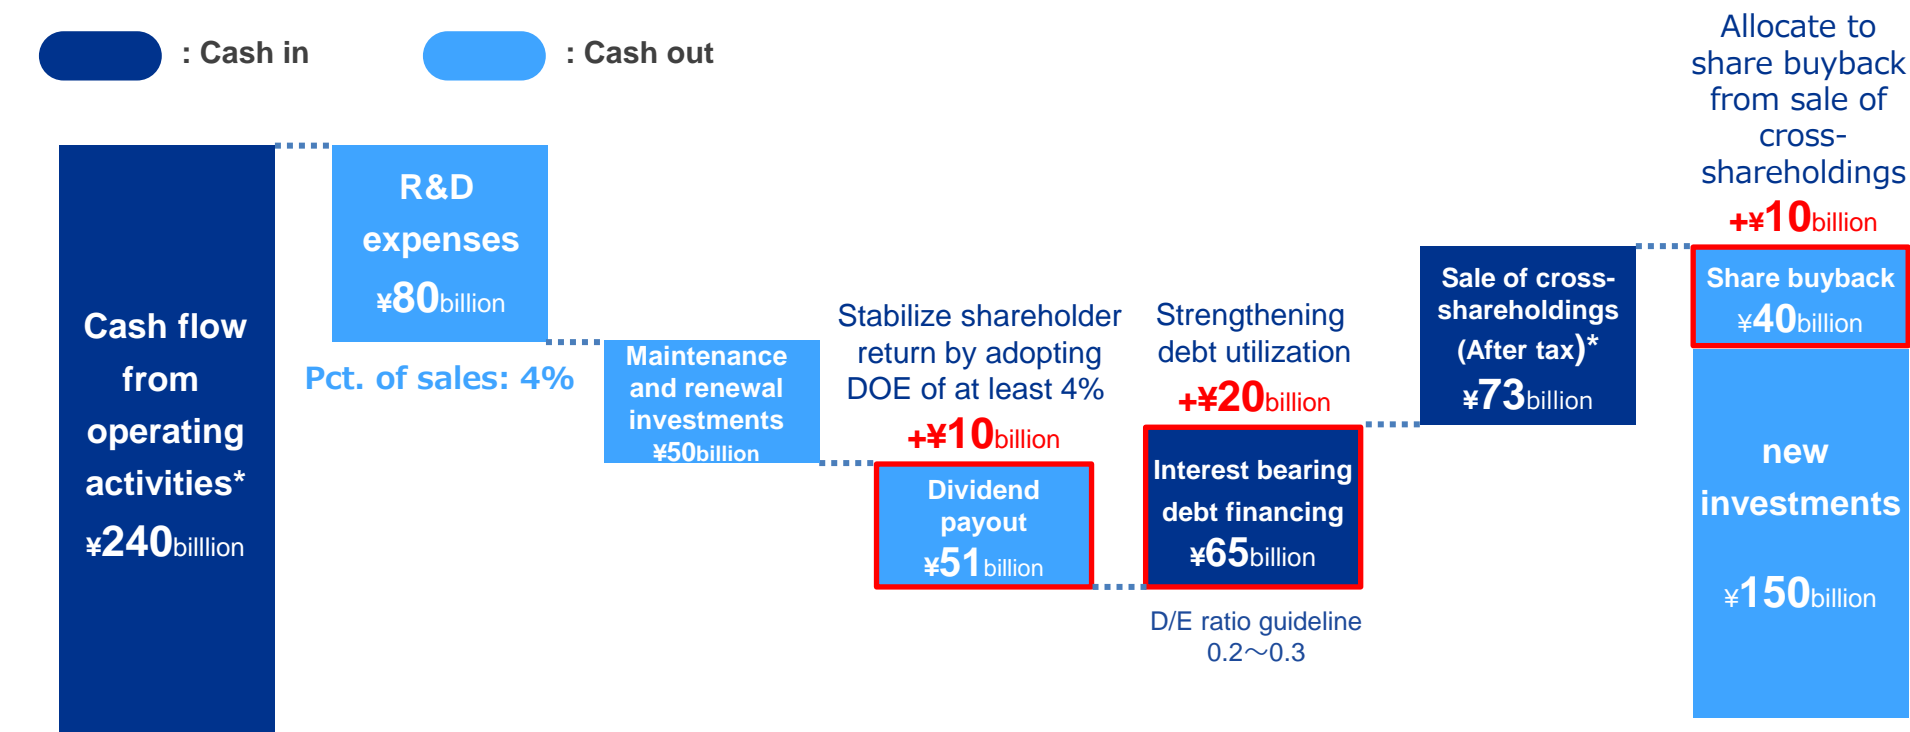 : Cash in
: Cash out
Cash flow
from
operating
activities*
¥240billlion
R&D
expenses
¥80billion
Pct. of sales: 4%
Maintenance
and renewal
investments
¥50billion
Stabilize shareholder
return by adopting
DOE of at least 4%
+¥10billion
Dividend
payout
¥51billion
Strengthening
debt utilization
+¥20billion
Interest bearing
debt financing
¥65billion
D/E ratio guideline
0.2～0.3
Sale of cross-
shareholdings
(After tax)*
¥73billion
Allocate to
share buyback
from sale of
cross-
shareholdings
+¥10billion
Share buyback
¥40billion
new
investments
¥150billion